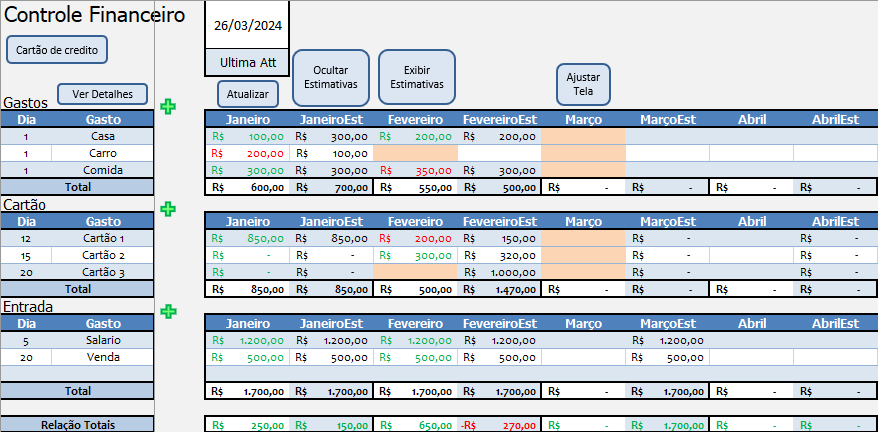 Controle Financeiro
26/03/2024
Cartão de credito
Ultima Att
Ocultar
Estimativas
Exibir
Estimativas
Ajustar
Tela
Ver Detalhes
Atualizar
Gastos
Dia Gasto Janeiro JaneiroEst Fevereiro FevereiroEst Março MarçoEst Abril AbrilEst
1 Casa R$ 100,00 R$ 300,00 R$ 200,00 R$ 200,00
1 Carro R$ 200,00 R$ 100,00
1 Comida R$ 300,00 R$ 300,00 R$ 350,00 R$ 300,00
Total R$ 600,00 R$ 700,00 R$ 550,00 R$ 500,00 R$ - R$ - R$ - R$ -
Cartão
Dia Gasto Janeiro JaneiroEst Fevereiro FevereiroEst Março MarçoEst Abril AbrilEst
12 Cartão 1 R$ 850,00 R$ 850,00 R$ 200,00 R$ 150,00 R$ - R$ -
15 Cartão 2 R$ - R$ - R$ 300,00 R$ 320,00 R$ - R$ -
20 Cartão 3 R$ - R$ - R$ 1.000,00 R$ - R$ -
Total R$ 850,00 R$ 850,00 R$ 500,00 R$ 1.470,00 R$ - R$ - R$ - R$ -
Entrada
Dia Gasto Janeiro JaneiroEst Fevereiro FevereiroEst Março MarçoEst Abril AbrilEst
5 Salario R$ 1.200,00 R$ 1.200,00 R$ 1.200,00 R$ 1.200,00 R$ 1.200,00
20 Venda R$ 500,00 R$ 500,00 R$ 500,00 R$ 500,00 R$ 500,00
Total R$ 1.700,00 R$ 1.700,00 R$ 1.700,00 R$ 1.700,00 R$ - R$ 1.700,00 R$ - R$ -
Relação Totais R$ 250,00 R$ 150,00 R$ 650,00 -R$ 270,00 R$ - R$ 1.700,00 R$ - R$ -